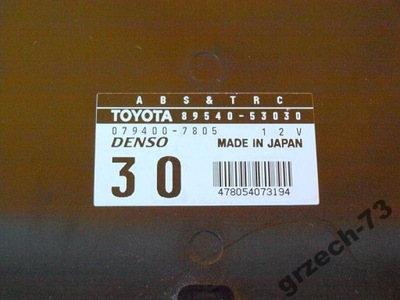 ABS & TRC
TOYOTA 89540-53030
079400-7805 12V
DENSO MADE IN JAPAN
30
478054073194
grzech-73